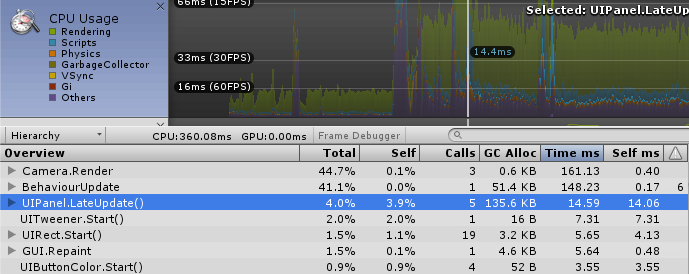 CPU Usage
Rendering
Scripts
Physics
GarbageCollector
VSync
Gi
Others
66ms (15FPS)
Selected: UIPanel.LateUp
14.4ms
33ms (30FPS)
16ms (60FPS)
Hierarchy CPU:360.08ms GPU:0.00ms Frame Debugger
Overview Total Self Calls GC Alloc Time ms Self ms
Camera.Render 44.7% 0.1% 3 0.6 KB 161.13 0.40
BehaviourUpdate 41.1% 0.0% 1 51.4 KB 148.23 0.17 6
UIPanel.LateUpdate() 4.0% 3.9% 5 135.6 KB 14.59 14.06
UITweener.Start() 2.0% 2.0% 1 16 B 7.31 7.31
UIRect.Start() 1.5% 1.1% 19 3.2 KB 5.65 4.13
GUI.Repaint 1.5% 0.1% 1 4.6 KB 5.64 0.48
UIButtonColor.Start() 0.9% 0.9% 4 52 B 3.55 3.55